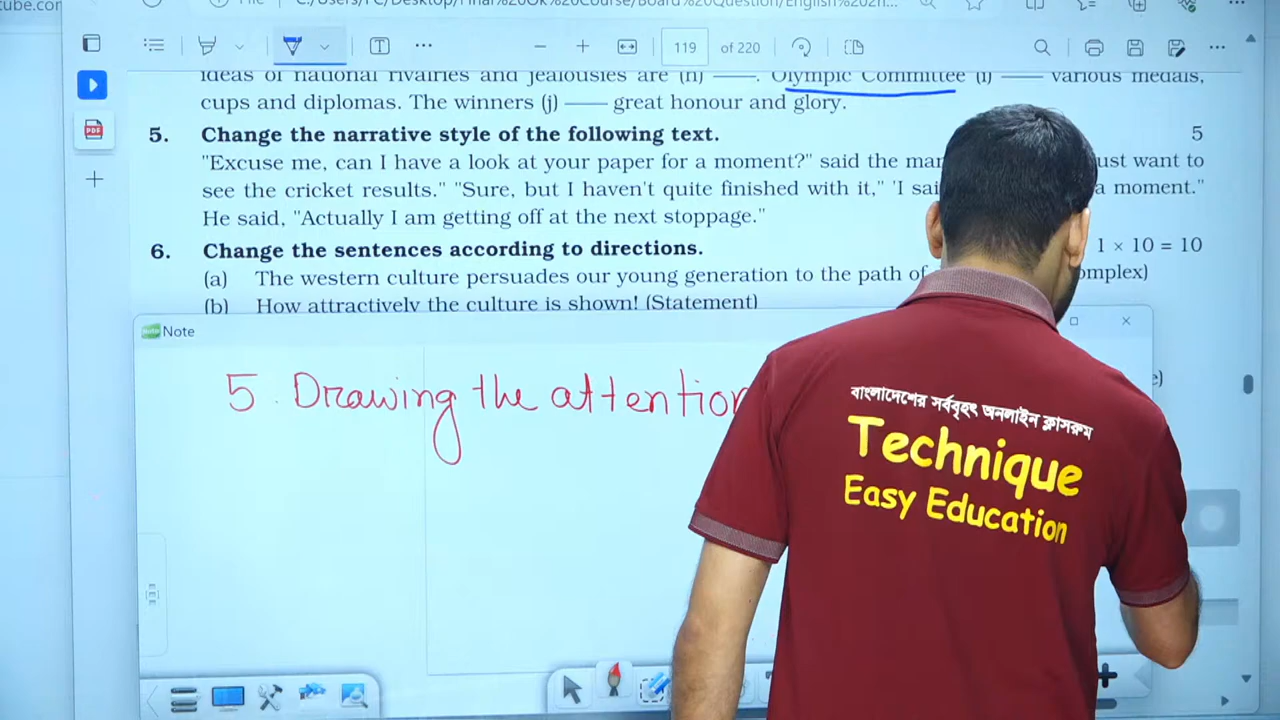 119 of 220
ideas of national rivalries and jealousies are (h) —— . Olympic Committee (i) —— various medals,
cups and diplomas. The winners (j) —— great honour and glory.
5. Change the narrative style of the following text. 5
"Excuse me, can I have a look at your paper for a moment?" said the man want to
see the cricket results." "Sure, but I haven't quite finished with it," 'I a moment."
He said, "Actually I am getting off at the next stoppage."
6. Change the sentences according to directions. 1 × 10 = 10
(a) The western culture persuades our young generation to the path of
(b) How attractively the culture is shown! (Statement)
Note
5. Drawing the attention
বাংলাদেশের সর্ববৃহৎ অনলাইন ক্লাসরুম
Technique
Easy Education